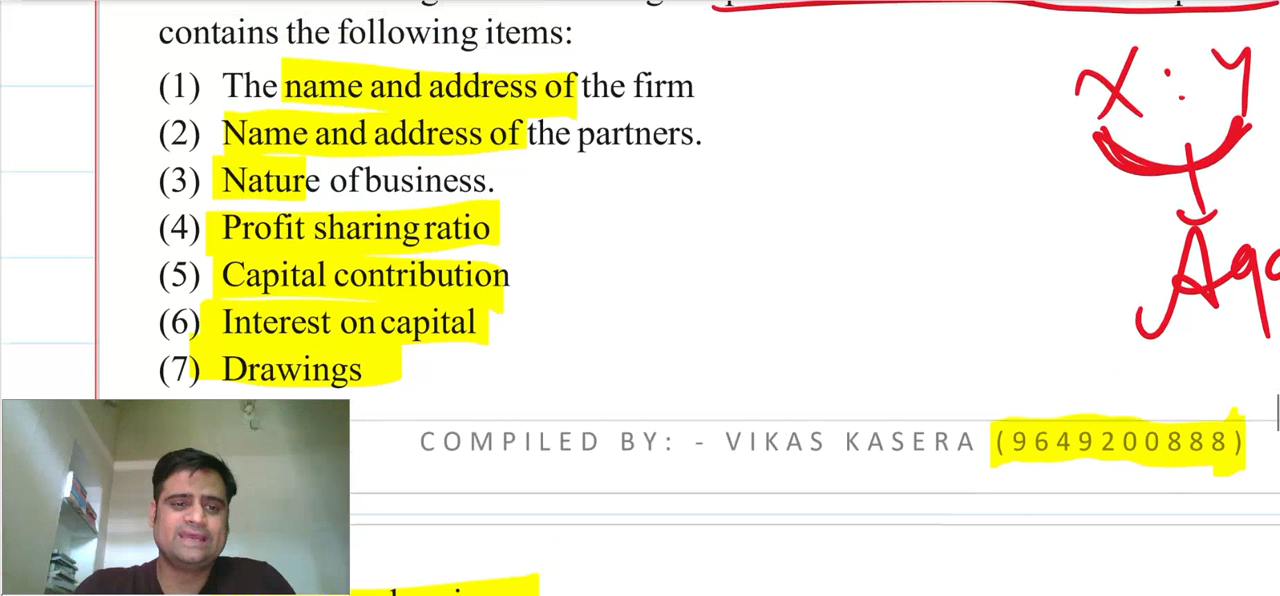 contains the following items:
(1) The name and address of the firm
(2) Name and address of the partners.
(3) Nature of business.
(4) Profit sharing ratio
(5) Capital contribution
(6) Interest on capital
(7) Drawings
X : Y
COMPILED BY: - VIKAS KASERA (9649200888)